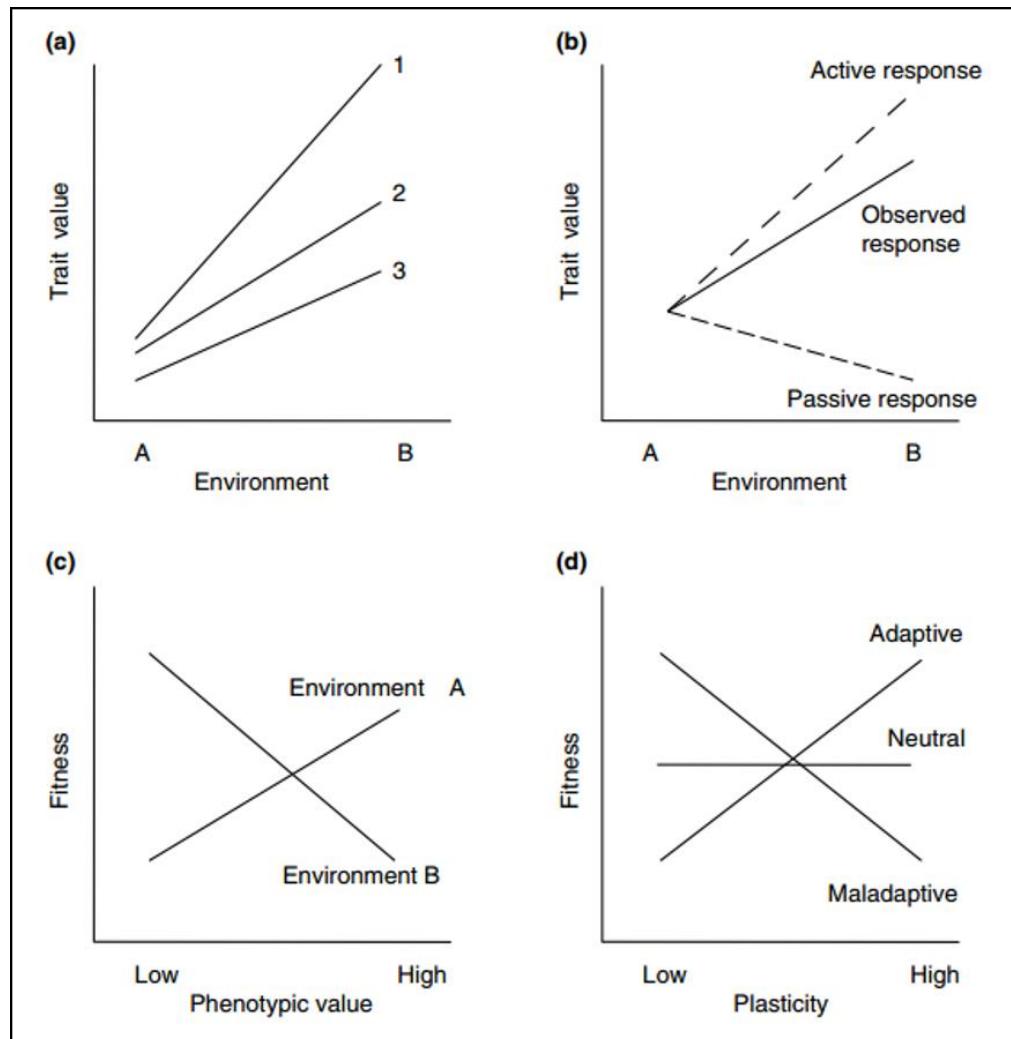 (a)
1
2
3
Trait value
A
B
Environment
(b)
Active response
Observed
response
Passive response
Trait value
A
B
Environment
(c)
Environment A
Environment B
Fitness
Low
High
Phenotypic value
(d)
Adaptive
Neutral
Maladaptive
Fitness
Low
High
Plasticity